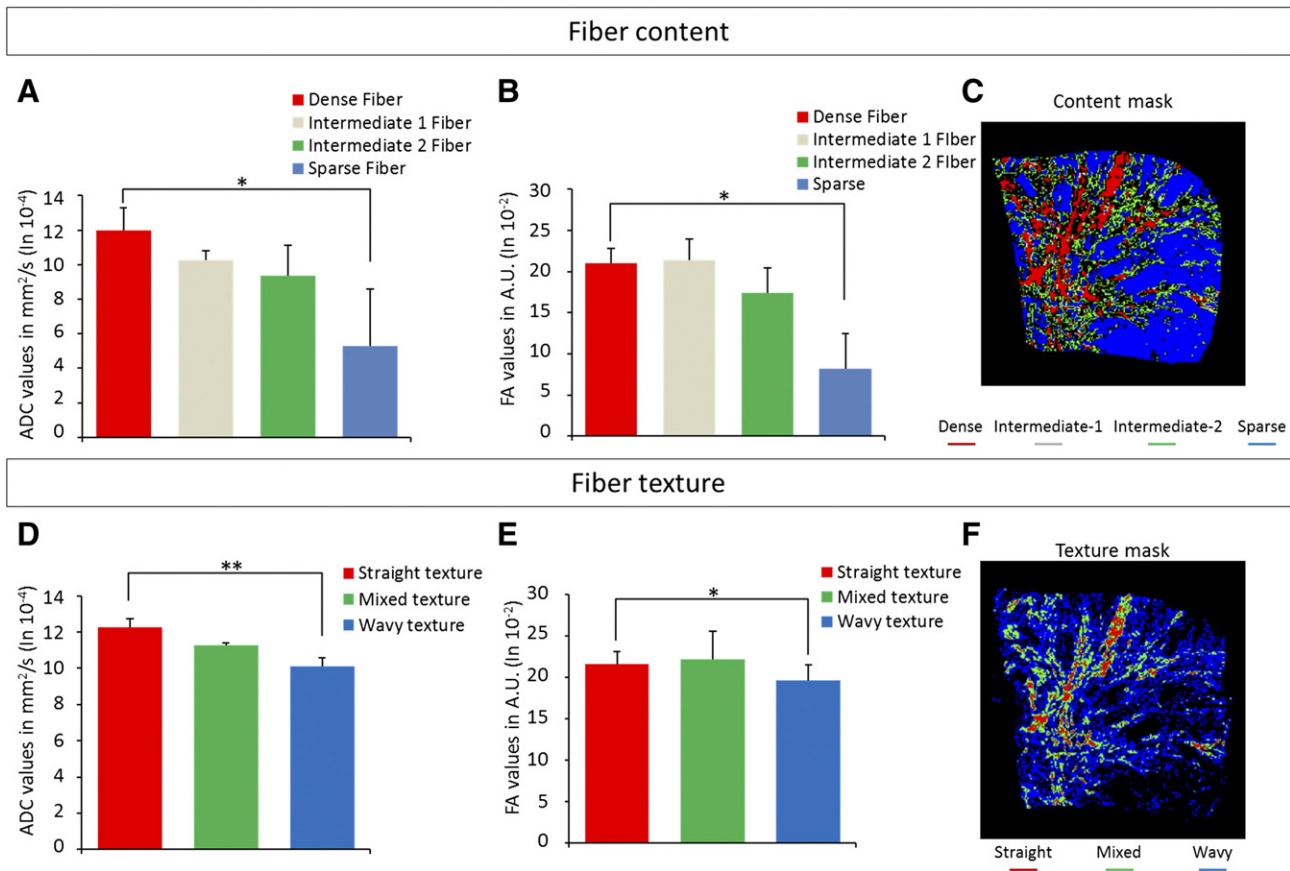 Fiber content
A
Dense Fiber
Intermediate 1 Fiber
Intermediate 2 Fiber
Sparse Fiber
ADC values in mm²/s (In 10⁻⁴)
14
12
10
8
6
4
2
0
*
B
Dense Fiber
Intermediate 1 FIber
Intermediate 2 FIber
Sparse
FA values in A.U. (In 10⁻²)
30
25
20
15
10
5
0
*
C
Content mask
Dense Intermediate-1 Intermediate-2 Sparse
Fiber texture
D
Straight texture
Mixed texture
Wavy texture
ADC values in mm²/s (In 10⁻⁴)
14
12
10
8
6
4
2
0
**
E
Straight texture
Mixed texture
Wavy texture
FA values in A.U. (In 10⁻²)
30
25
20
15
10
5
0
*
F
Texture mask
Straight Mixed Wavy